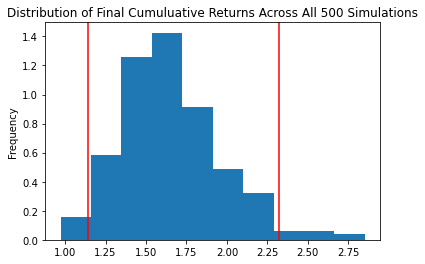 Distribution of Final Cumuluative Returns Across All 500 Simulations
Frequency
1.4
1.2
1.0
0.8
0.6
0.4
0.2
0.0
1.00 1.25 1.50 1.75 2.00 2.25 2.50 2.75